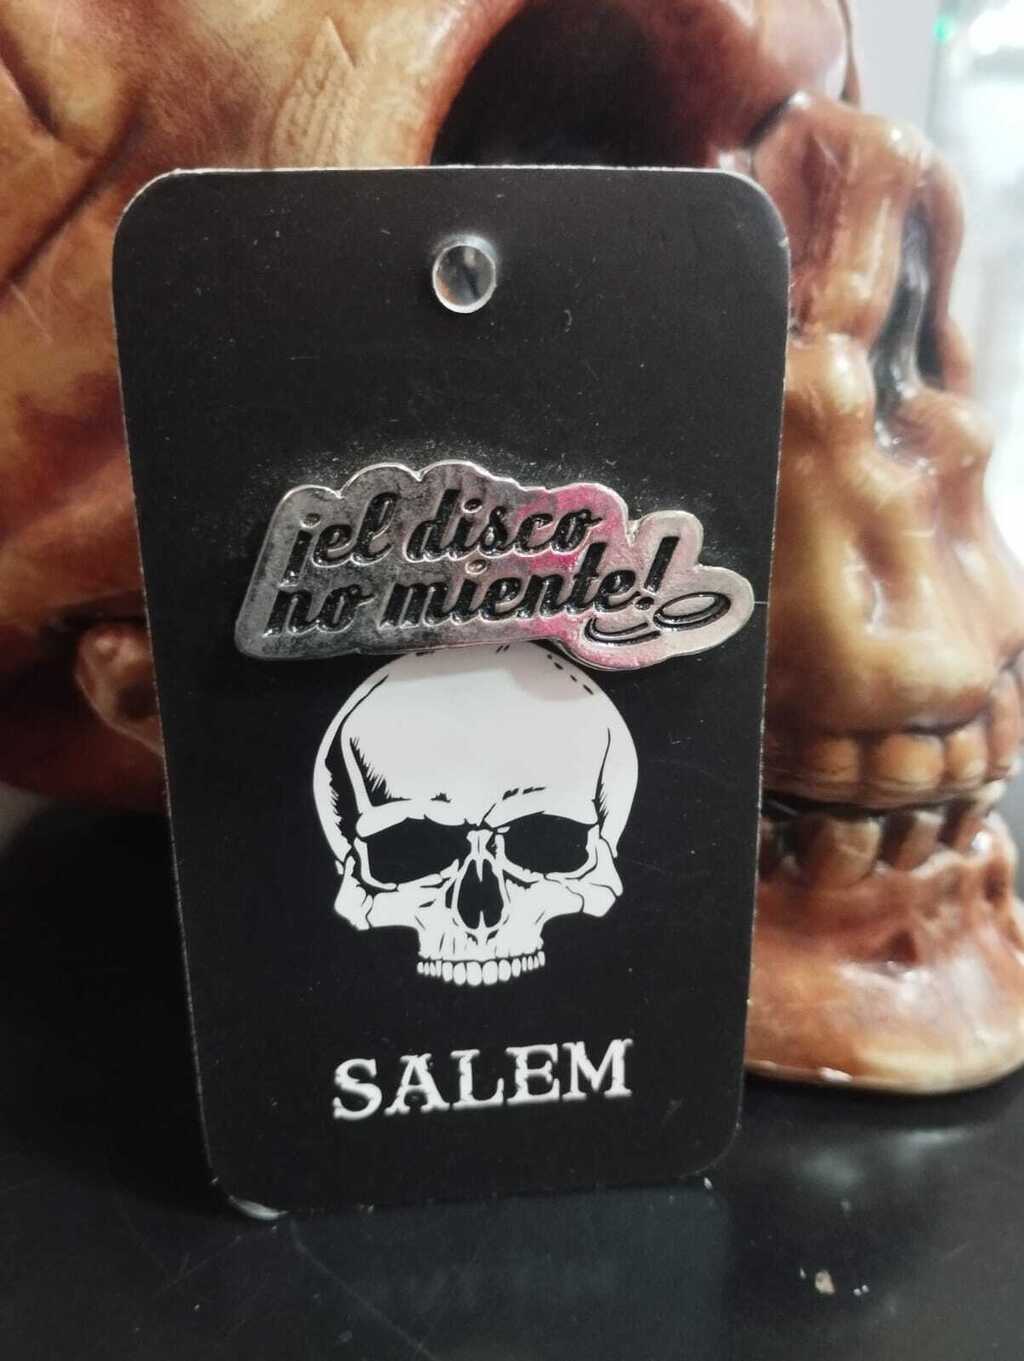 ¡el disco
no miente!
SALEM